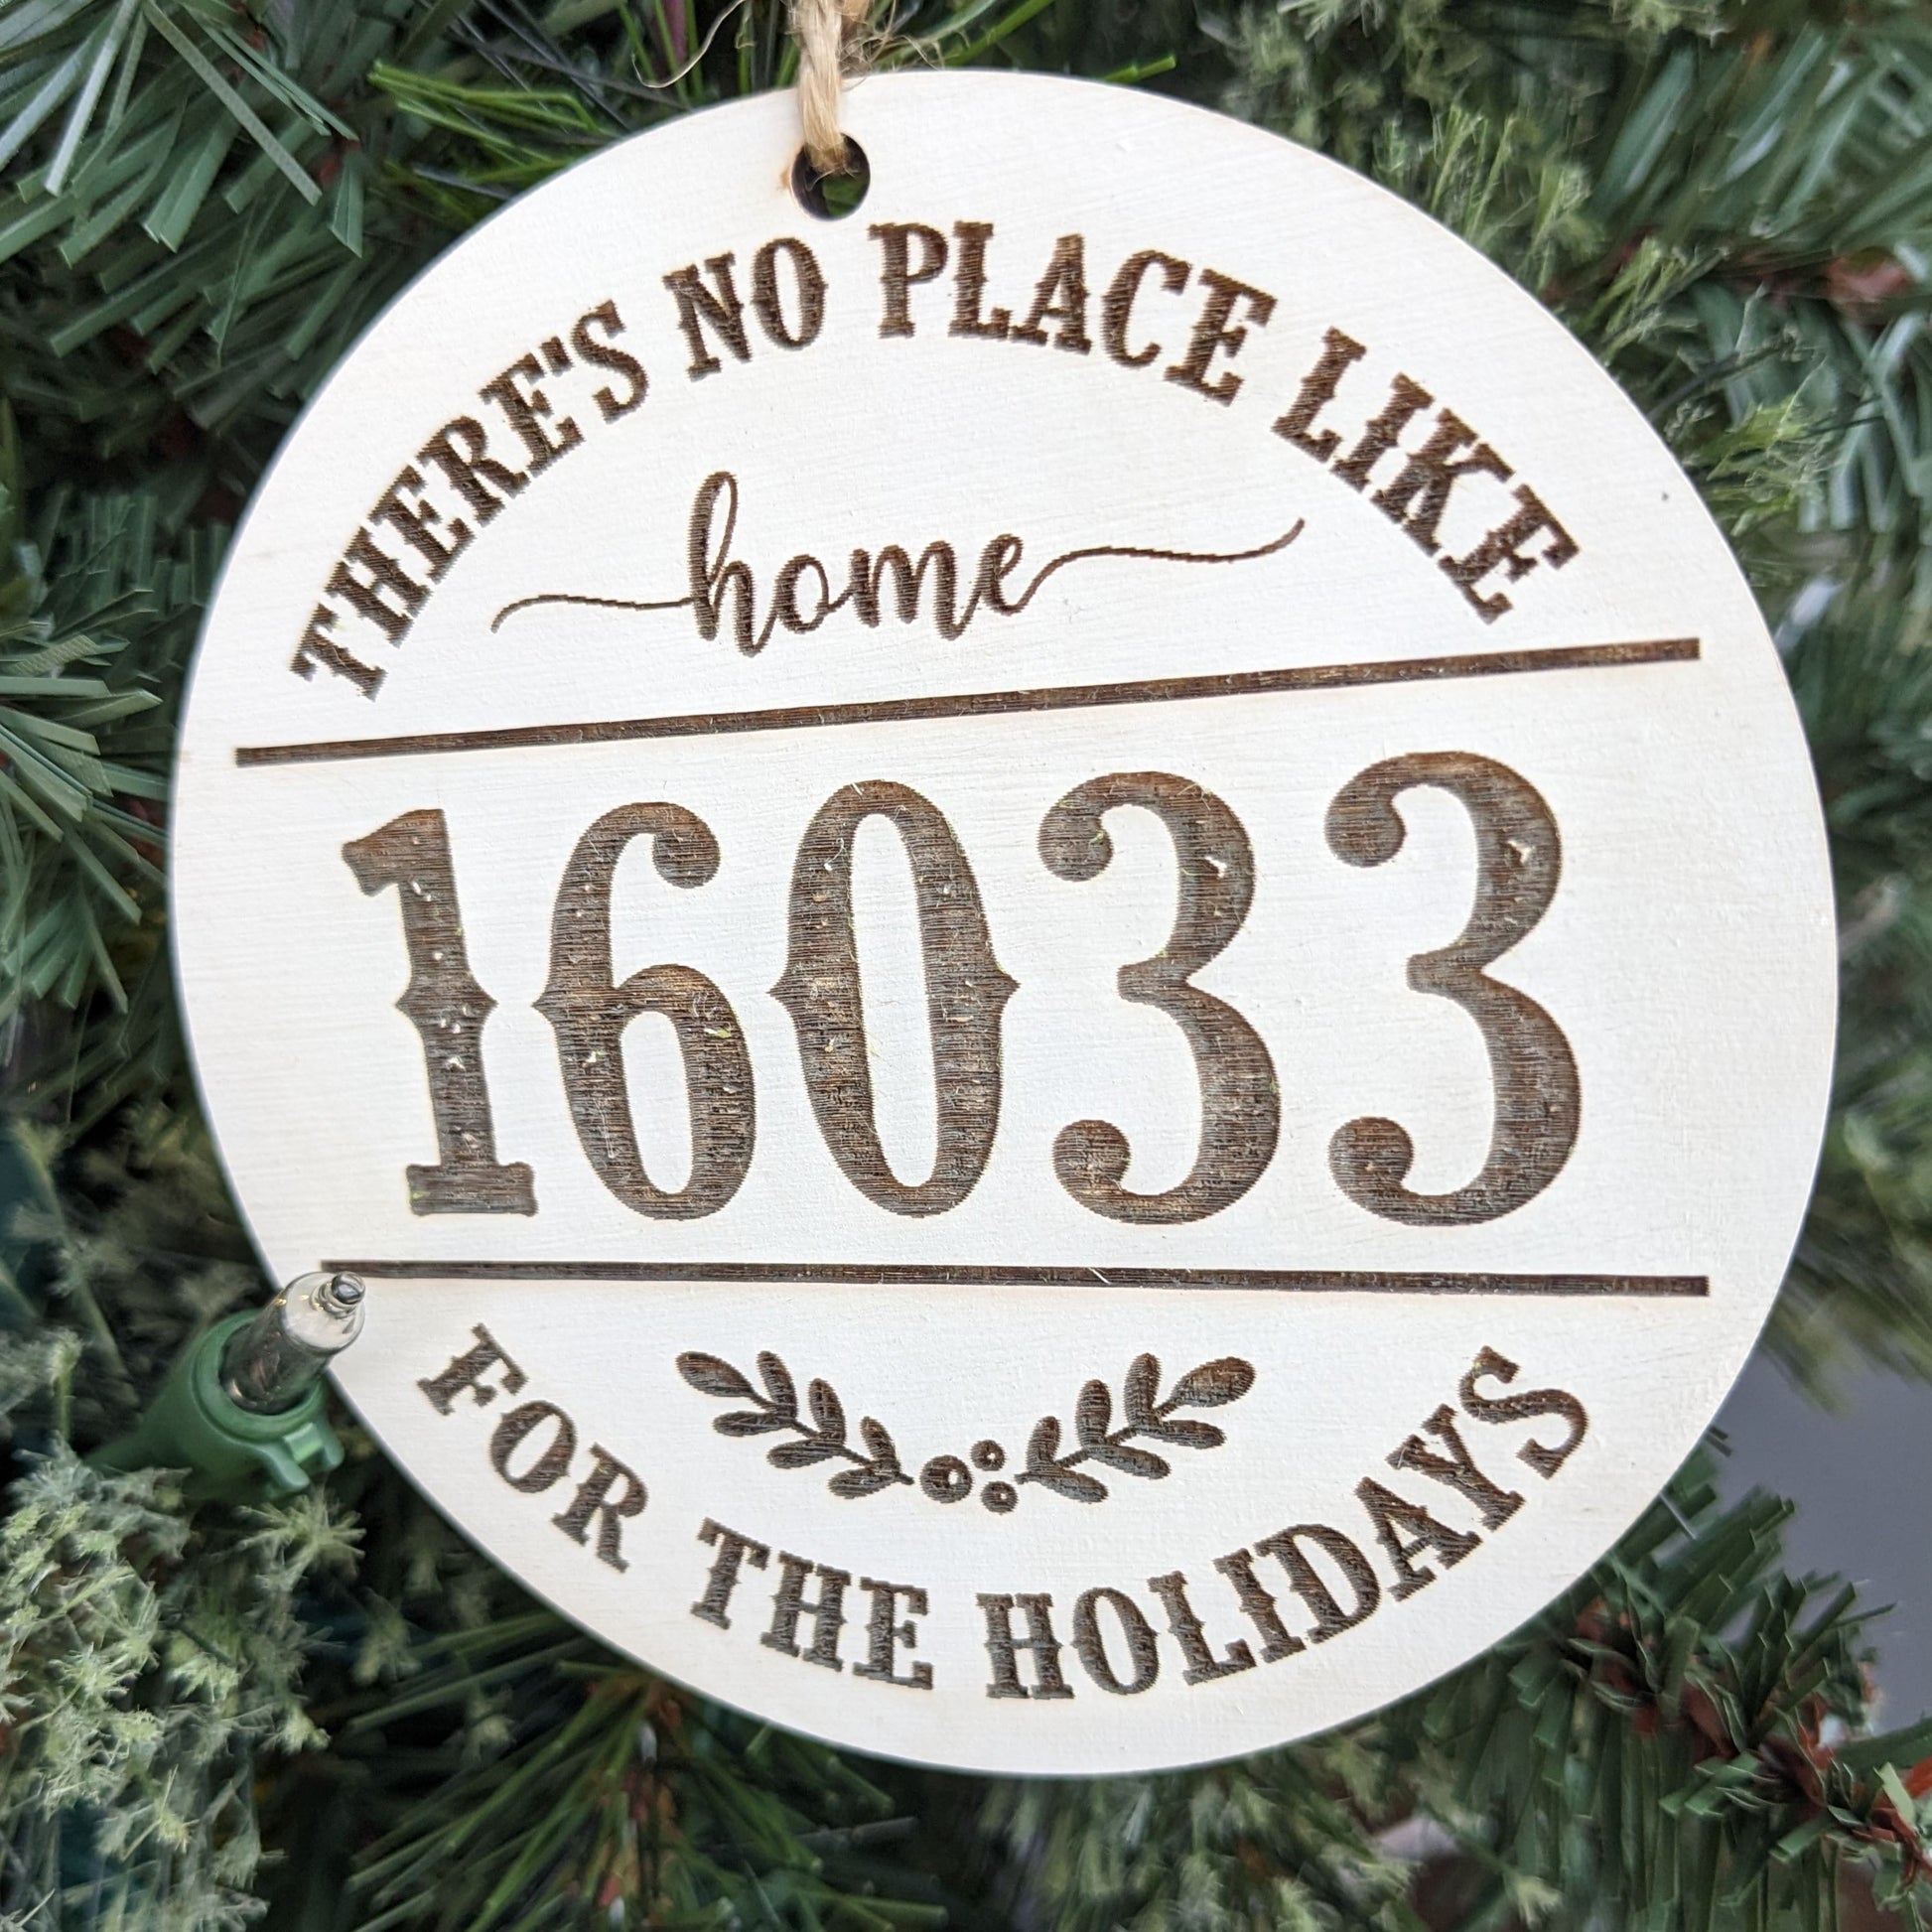 THERE'S NO PLACE LIKE
home
16033
FOR THE HOLIDAYS